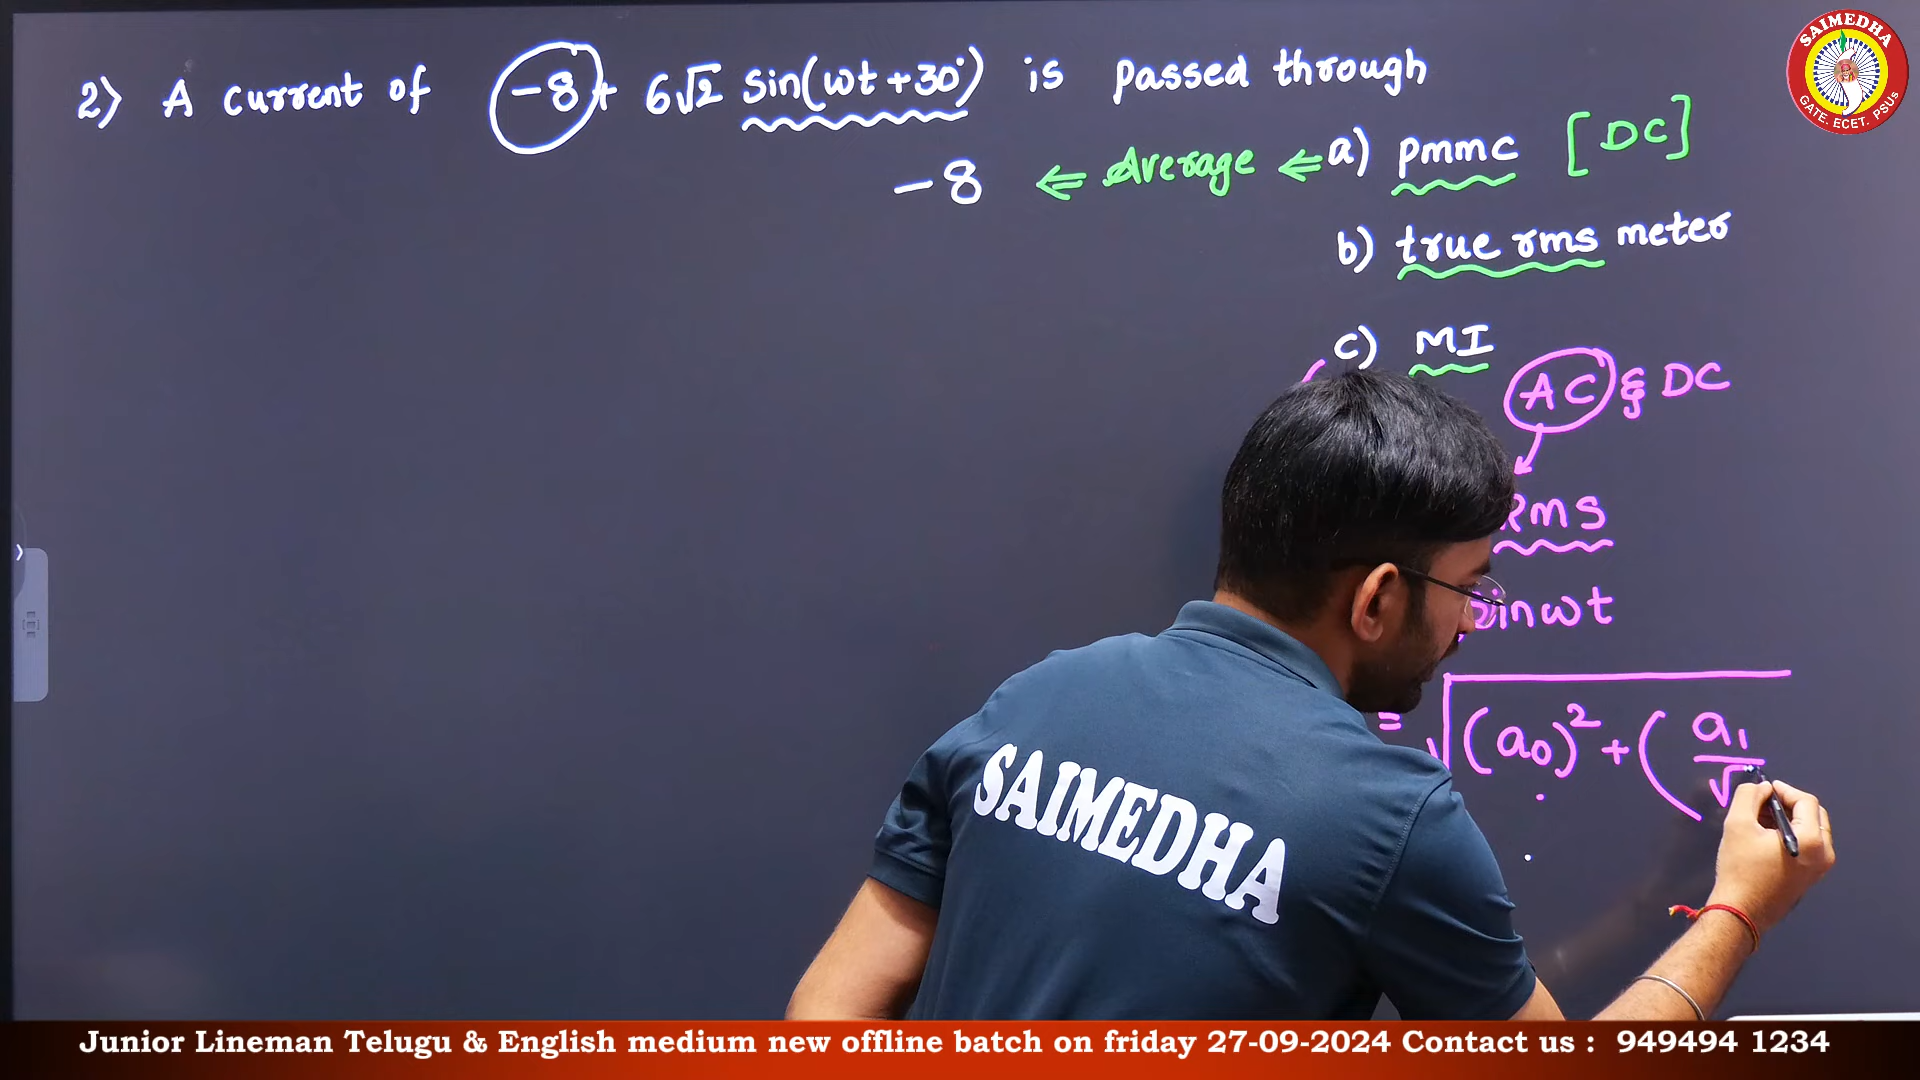 2) A current of -8 + 6√2 sin(ωt+30°) is passed through
-8 ⇐ Average ⇐ a) pmmc [DC]
b) true rms meter
c) MI
AC & DC
Rms
sinωt
= √(a0)² + (a1/√
SAIMEDHA
SAIMEDHA
GATE. ECET. PSUs
Junior Lineman Telugu & English medium new offline batch on friday 27-09-2024 Contact us : 949494 1234